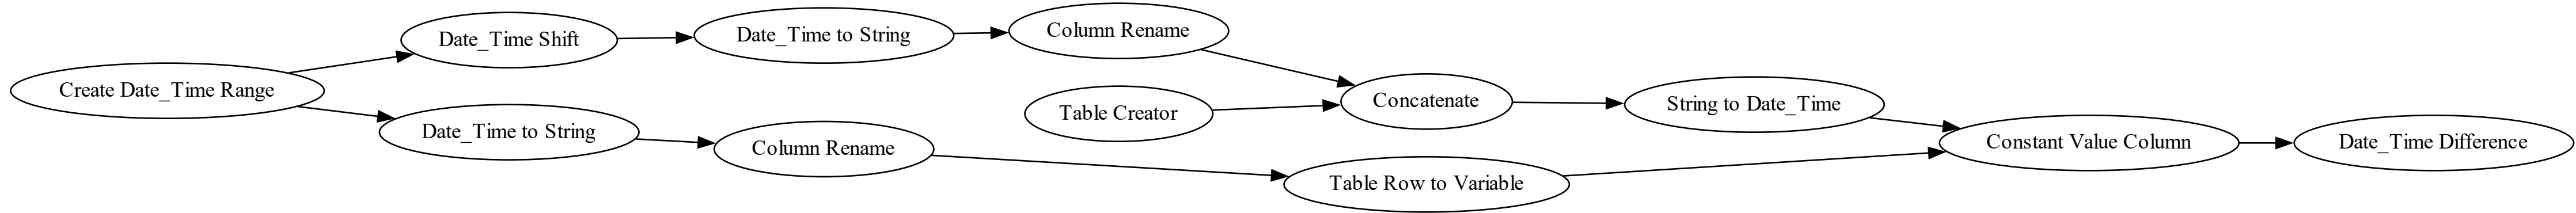 Create Date_Time Range
Date_Time Shift
Date_Time to String
Column Rename
Date_Time to String
Column Rename
Table Creator
Concatenate
String to Date_Time
Table Row to Variable
Constant Value Column
Date_Time Difference